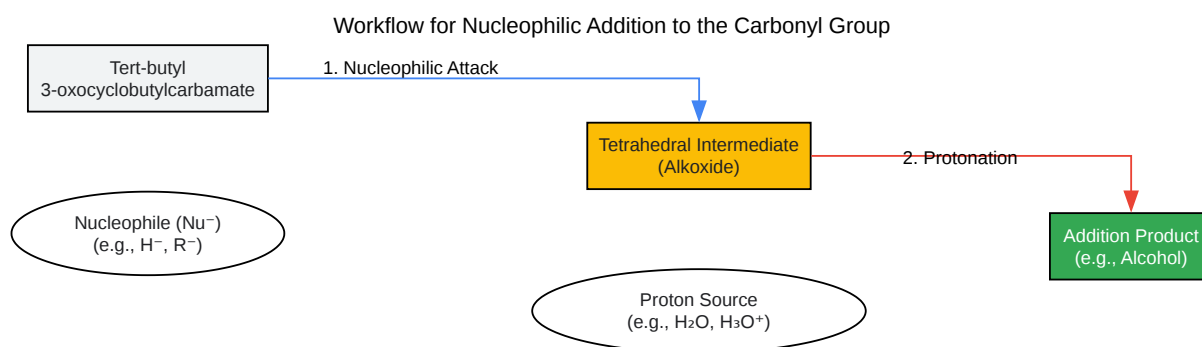 Workflow for Nucleophilic Addition to the Carbonyl Group
Tert-butyl
3-oxocyclobutylcarbamate
1. Nucleophilic Attack
Tetrahedral Intermediate
(Alkoxide)
2. Protonation
Nucleophile (Nu⁻)
(e.g., H⁻, R⁻)
Addition Product
(e.g., Alcohol)
Proton Source
(e.g., H₂O, H₃O⁺)